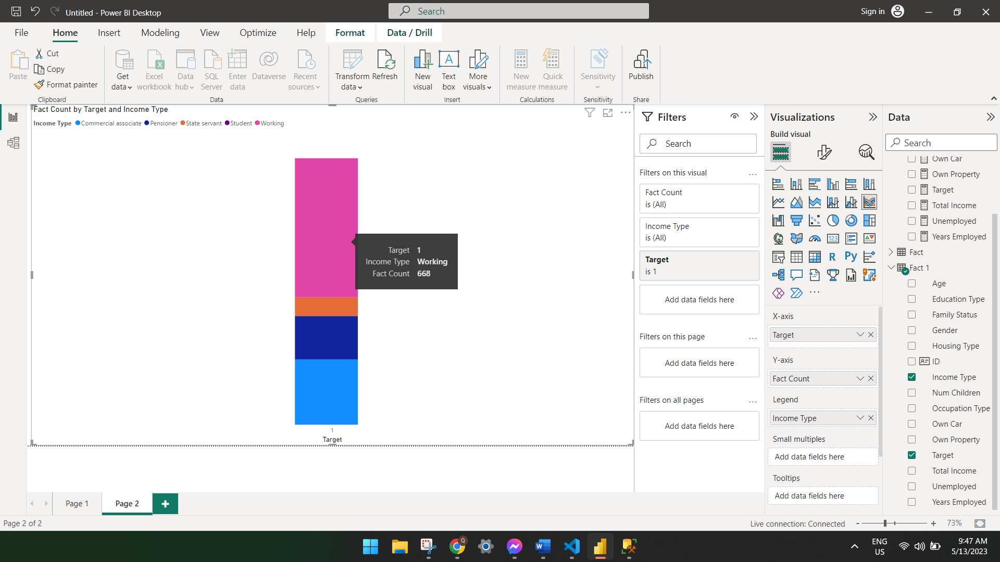 Untitled - Power BI Desktop
Search
Sign in
File
Home
Insert
Modeling
View
Optimize
Help
Format
Data / Drill
Paste
Cut
Copy
Format painter
Clipboard
Get data
Excel workbook
Data hub
SQL Server
Enter data
Dataverse
Recent sources
Data
Transform data
Refresh
Queries
New visual
Text box
More visuals
Insert
New measure
Quick measure
Calculations
Sensitivity
Sensitivity
Publish
Share
Fact Count by Target and Income Type
Income Type Commercial associate Pensioner State servant Student Working
Target 1
Income Type Working
Fact Count 668
1
Target
Filters
Search
Filters on this visual
Fact Count
is (All)
Income Type
is (All)
Target
is 1
Add data fields here
Filters on this page
Add data fields here
Filters on all pages
Add data fields here
Visualizations
Build visual
123
R
Py
X-axis
Target
Y-axis
Fact Count
Legend
Income Type
Small multiples
Add data fields here
Tooltips
Add data fields here
Data
Search
Own Car
Own Property
Target
Total Income
Unemployed
Years Employed
Fact
Fact 1
Age
Education Type
Family Status
Gender
Housing Type
ID
Income Type
Num Children
Occupation Type
Own Car
Own Property
Target
Total Income
Unemployed
Years Employed
Page 1
Page 2
Page 2 of 2
Live connection: Connected
73%
ENG
US
9:47 AM
5/13/2023